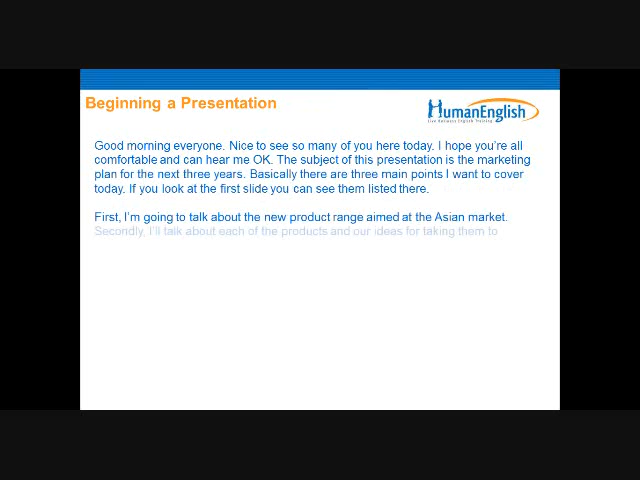 Beginning a Presentation
HumanEnglish
Live Business English Training
Good morning everyone. Nice to see so many of you here today. I hope you're all
comfortable and can hear me OK. The subject of this presentation is the marketing
plan for the next three years. Basically there are three main points I want to cover
today. If you look at the first slide you can see them listed there.
First, I'm going to talk about the new product range aimed at the Asian market.
Secondly, I'll talk about each of the products and our ideas for taking them to